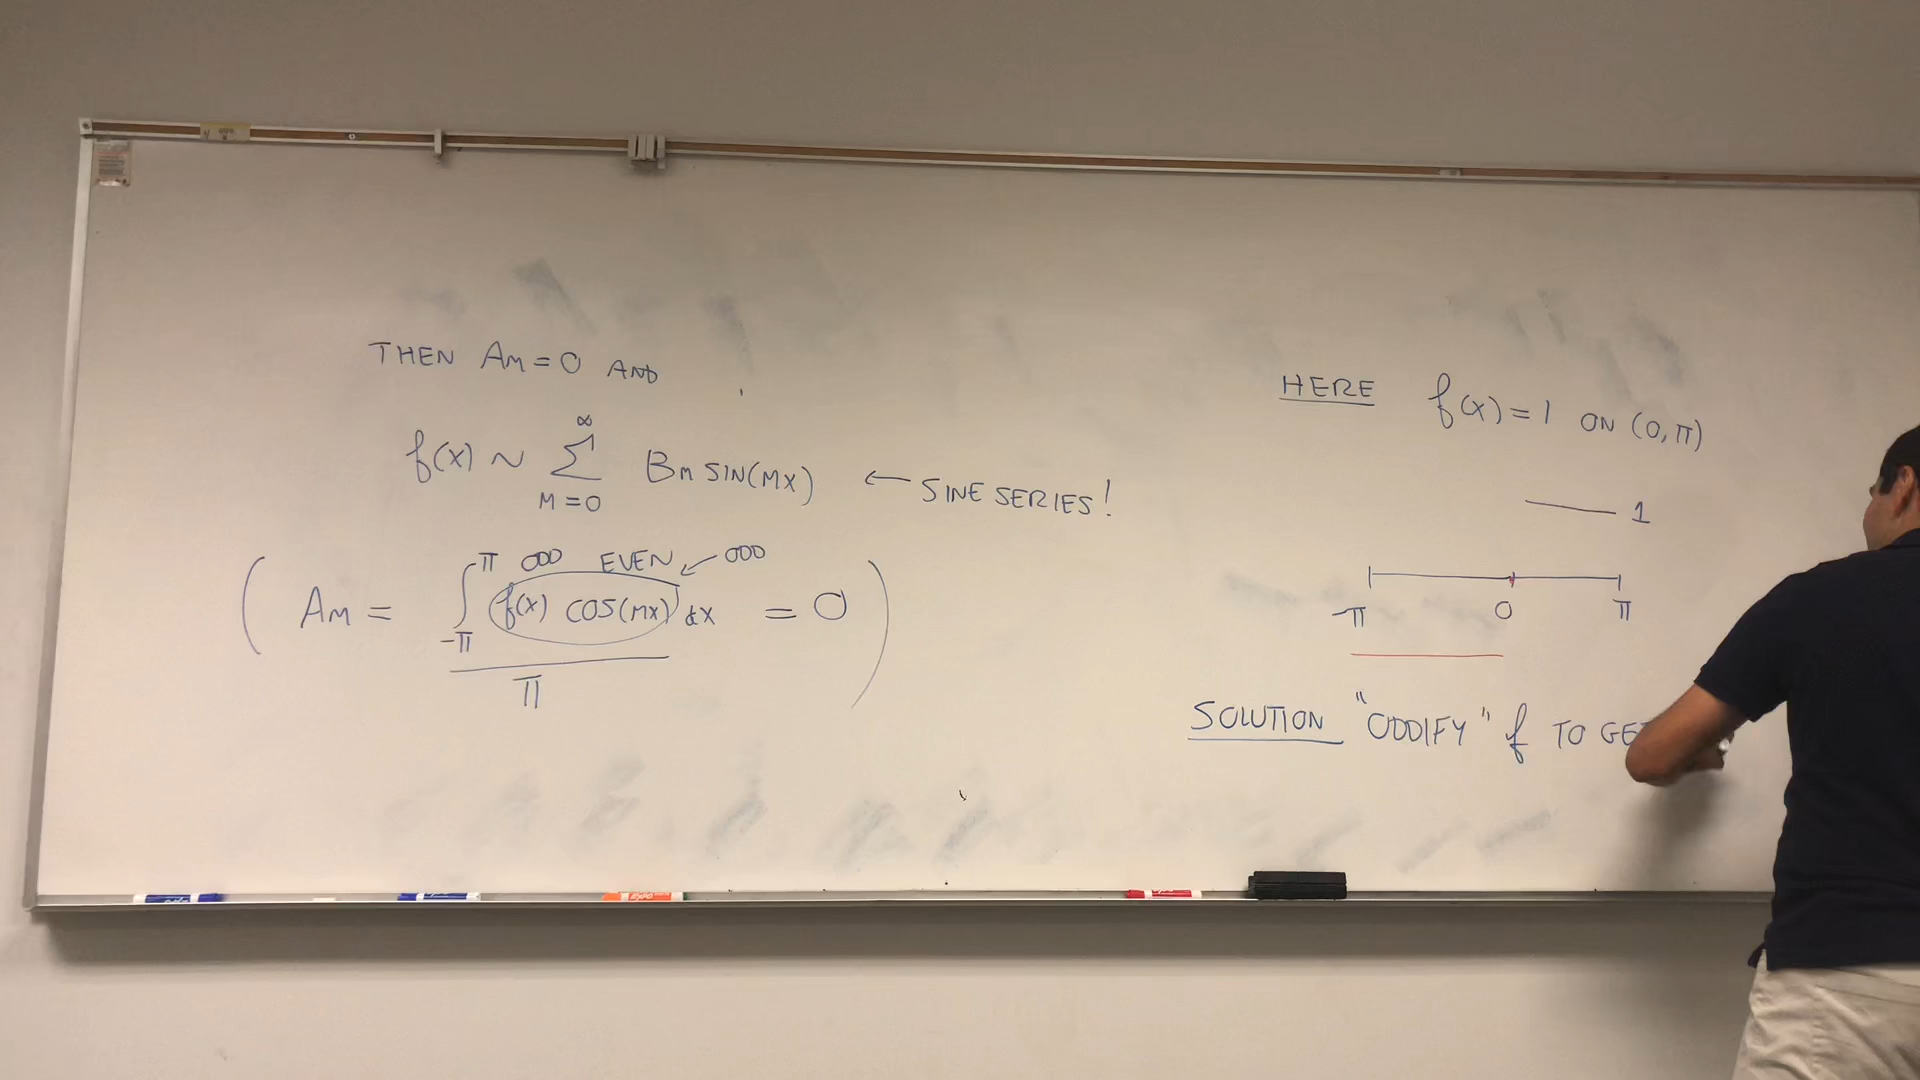 THEN Am = 0 AND
f(x) ~ ∑ Bm SIN(mx) ← SINE SERIES!
∞
M = 0
( Am = ∫ f(x) COS(mx) dx = 0 )
π ODD EVEN ← ODD
-π
π
HERE f(x) = 1 ON (0, π)
1
-π 0 π
SOLUTION "ODDIFY" f TO GE